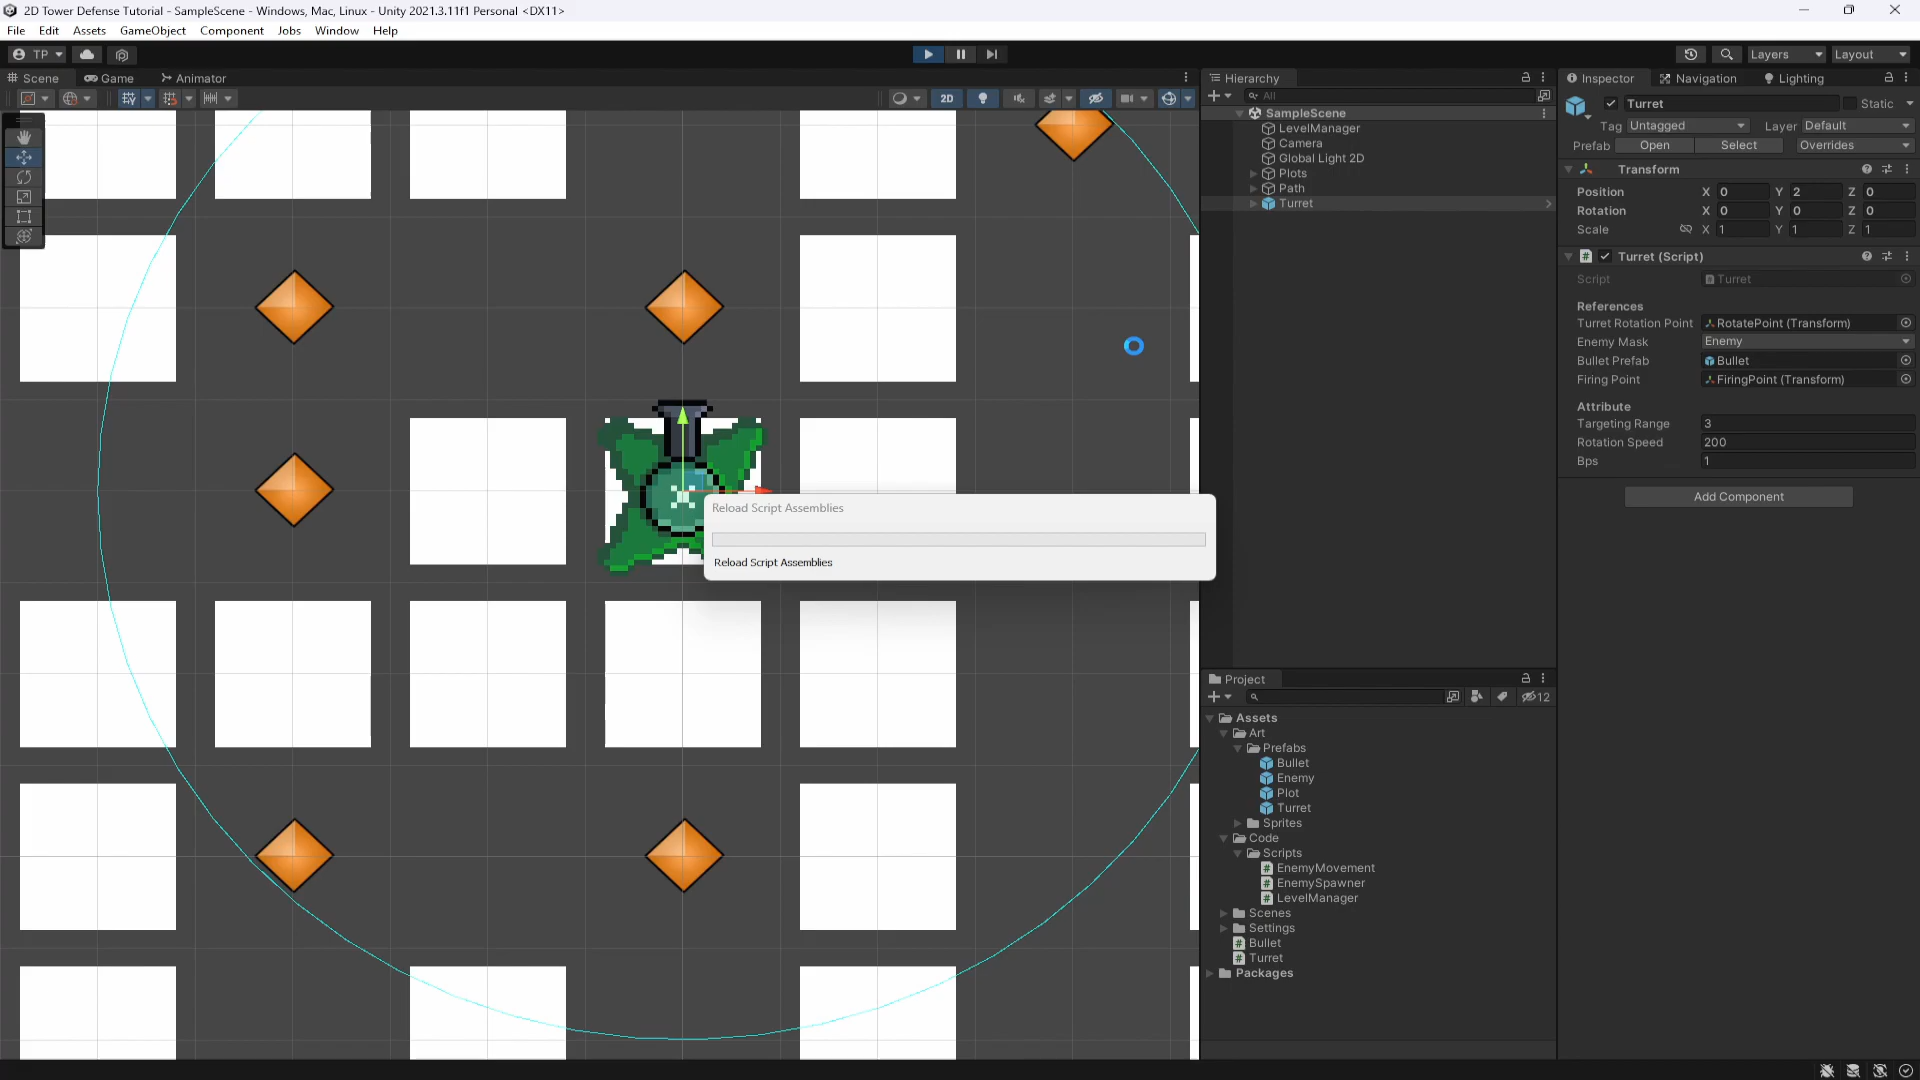 2D Tower Defense Tutorial - SampleScene - Windows, Mac, Linux - Unity 2021.3.11f1 Personal <DX11>
File Edit Assets GameObject Component Jobs Window Help
TP Layers Layout
Scene Game Animator
2D
Hierarchy
All
SampleScene
LevelManager
Camera
Global Light 2D
Plots
Path
Turret
Reload Script Assemblies
Reload Script Assemblies
Project
12
Assets
Art
Prefabs
Bullet
Enemy
Plot
Turret
Sprites
Code
Scripts
EnemyMovement
EnemySpawner
LevelManager
Scenes
Settings
Bullet
Turret
Packages
Inspector Navigation Lighting
Turret Static
Tag Untagged Layer Default
Prefab Open Select Overrides
Transform
Position X 0 Y 2 Z 0
Rotation X 0 Y 0 Z 0
Scale X 1 Y 1 Z 1
# Turret (Script)
Script Turret
References
Turret Rotation Point RotatePoint (Transform)
Enemy Mask Enemy
Bullet Prefab Bullet
Firing Point FiringPoint (Transform)
Attribute
Targeting Range 3
Rotation Speed 200
Bps 1
Add Component